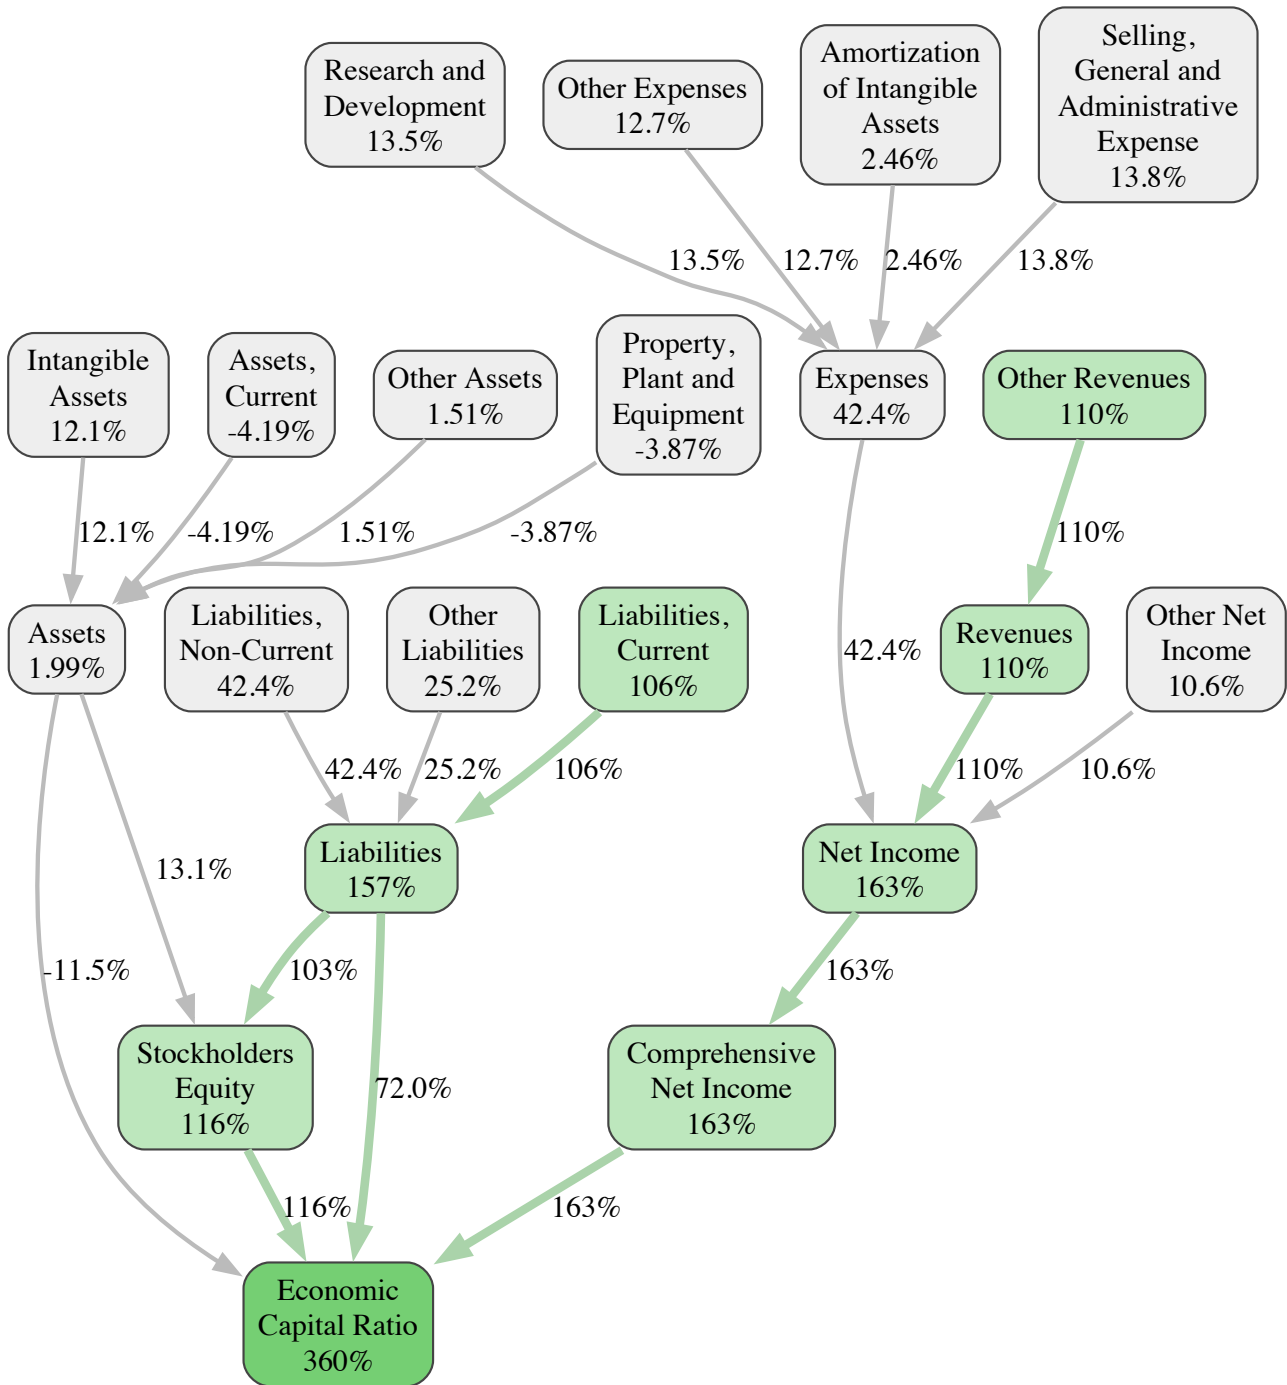 Research and
Development
13.5%
Other Expenses
12.7%
Amortization
of Intangible
Assets
2.46%
Selling,
General and
Administrative
Expense
13.8%
13.5%
12.7%
2.46%
13.8%
Intangible
Assets
12.1%
Assets,
Current
-4.19%
Other Assets
1.51%
Property,
Plant and
Equipment
-3.87%
Expenses
42.4%
Other Revenues
110%
12.1%
-4.19%
1.51%
-3.87%
110%
Assets
1.99%
Liabilities,
Non-Current
42.4%
Other
Liabilities
25.2%
Liabilities,
Current
106%
42.4%
Revenues
110%
Other Net
Income
10.6%
42.4%
25.2%
106%
110%
10.6%
13.1%
Liabilities
157%
Net Income
163%
-11.5%
103%
163%
Stockholders
Equity
116%
72.0%
Comprehensive
Net Income
163%
116%
163%
Economic
Capital Ratio
360%